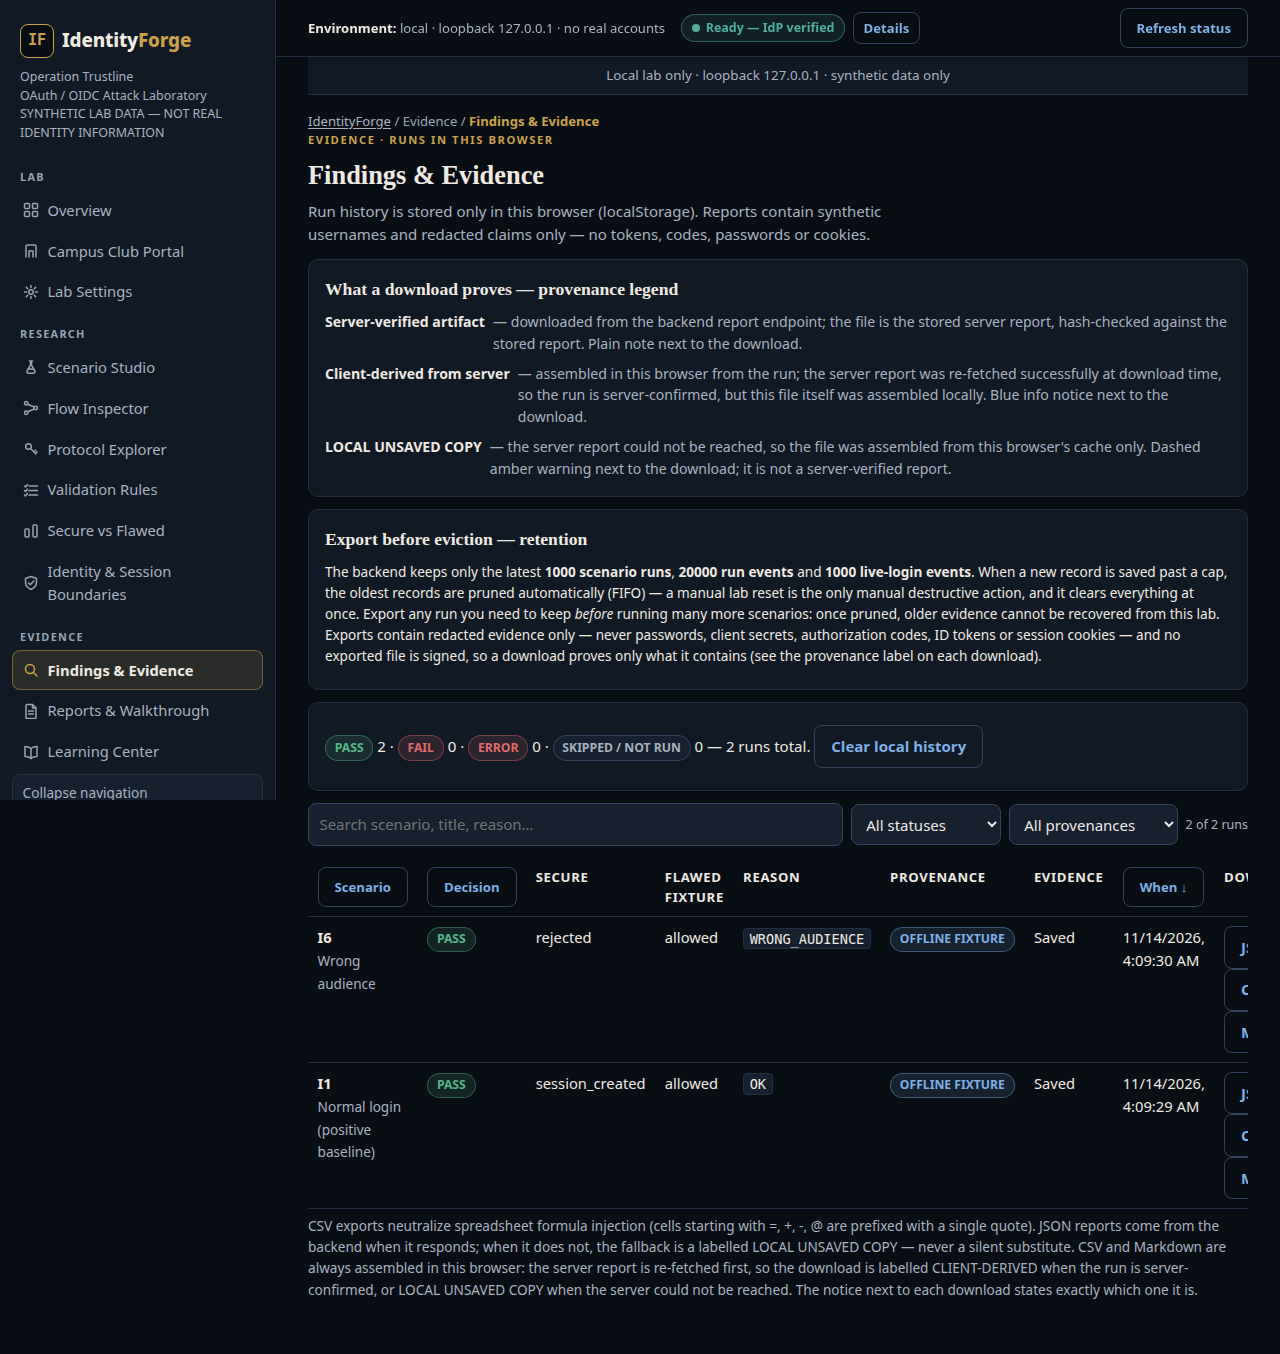 IF IdentityForge
Operation Trustline
OAuth / OIDC Attack Laboratory
SYNTHETIC LAB DATA — NOT REAL
IDENTITY INFORMATION
LAB
Overview
Campus Club Portal
Lab Settings
RESEARCH
Scenario Studio
Flow Inspector
Protocol Explorer
Validation Rules
Secure vs Flawed
Identity & Session
Boundaries
EVIDENCE
Findings & Evidence
Reports & Walkthrough
Learning Center
Collapse navigation
Environment: local · loopback 127.0.0.1 · no real accounts
Ready — IdP verified
Details
Refresh status
Local lab only · loopback 127.0.0.1 · synthetic data only
IdentityForge / Evidence / Findings & Evidence
EVIDENCE · RUNS IN THIS BROWSER
Findings & Evidence
Run history is stored only in this browser (localStorage). Reports contain synthetic
usernames and redacted claims only — no tokens, codes, passwords or cookies.
What a download proves — provenance legend
Server-verified artifact — downloaded from the backend report endpoint; the file is the stored server report, hash-checked against the
stored report. Plain note next to the download.
Client-derived from server — assembled in this browser from the run; the server report was re-fetched successfully at download time,
so the run is server-confirmed, but this file itself was assembled locally. Blue info notice next to the
download.
LOCAL UNSAVED COPY — the server report could not be reached, so the file was assembled from this browser's cache only. Dashed
amber warning next to the download; it is not a server-verified report.
Export before eviction — retention
The backend keeps only the latest 1000 scenario runs, 20000 run events and 1000 live-login events. When a new record is saved past a cap,
the oldest records are pruned automatically (FIFO) — a manual lab reset is the only manual destructive action, and it clears everything at
once. Export any run you need to keep before running many more scenarios: once pruned, older evidence cannot be recovered from this lab.
Exports contain redacted evidence only — never passwords, client secrets, authorization codes, ID tokens or session cookies — and no
exported file is signed, so a download proves only what it contains (see the provenance label on each download).
PASS 2 · FAIL 0 · ERROR 0 · SKIPPED / NOT RUN 0 — 2 runs total. Clear local history
Search scenario, title, reason...
All statuses
All provenances
2 of 2 runs
Scenario Decision SECURE FLAWED FIXTURE REASON PROVENANCE EVIDENCE When ↓
I6 PASS rejected allowed WRONG_AUDIENCE OFFLINE FIXTURE Saved 11/14/2026,
Wrong 4:09:30 AM
audience
I1 PASS session_created allowed OK OFFLINE FIXTURE Saved 11/14/2026,
Normal login 4:09:29 AM
(positive
baseline)
CSV exports neutralize spreadsheet formula injection (cells starting with =, +, -, @ are prefixed with a single quote). JSON reports come from the
backend when it responds; when it does not, the fallback is a labelled LOCAL UNSAVED COPY — never a silent substitute. CSV and Markdown are
always assembled in this browser: the server report is re-fetched first, so the download is labelled CLIENT-DERIVED when the run is server-
confirmed, or LOCAL UNSAVED COPY when the server could not be reached. The notice next to each download states exactly which one it is.